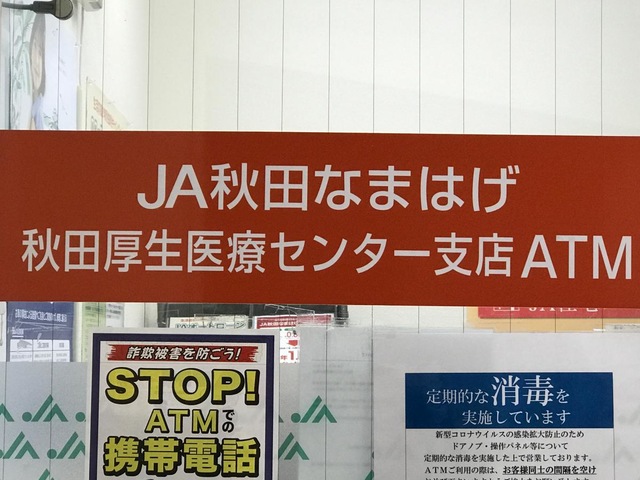 JA秋田なまはげ
秋田厚生医療センター支店ATM
詐欺被害を防ごう!
STOP!
ATMでの
携帯電話
定期的な消毒を
実施しています
新型コロナウイルスの感染拡大防止のため
ドアノブ・操作パネル等について
定期的な消毒を実施した上で営業しております。
ATMご利用の際は、お客様同士の間隔を空け